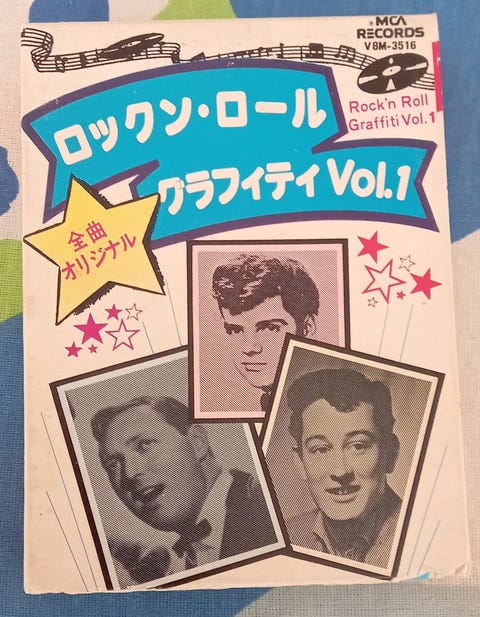 MCA
RECORDS
V8M-3516
Rock'n Roll
Graffiti Vol.1
ロックン・ロール
グラフィティ Vol.1
全曲
オリジナル